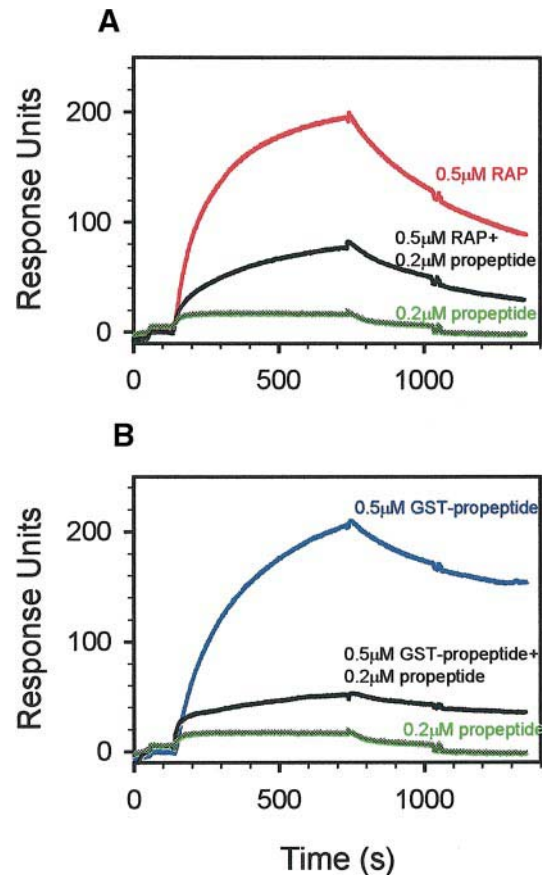 A
Response Units
200
100
0
0.5μM RAP
0.5μM RAP+
0.2μM propeptide
0.2μM propeptide
0
500
1000
B
Response Units
200
100
0
0.5μM GST-propeptide
0.5μM GST-propeptide+
0.2μM propeptide
0.2μM propeptide
0
500
1000
Time (s)